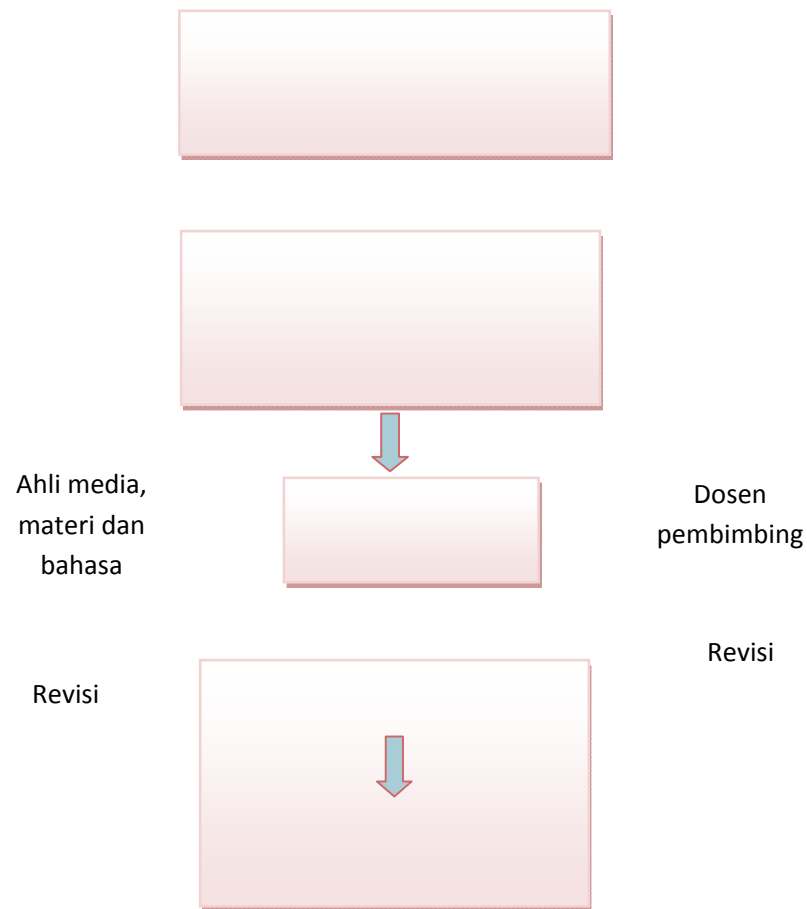 Ahli media,
materi dan
bahasa
Dosen
pembimbing
Revisi
Revisi